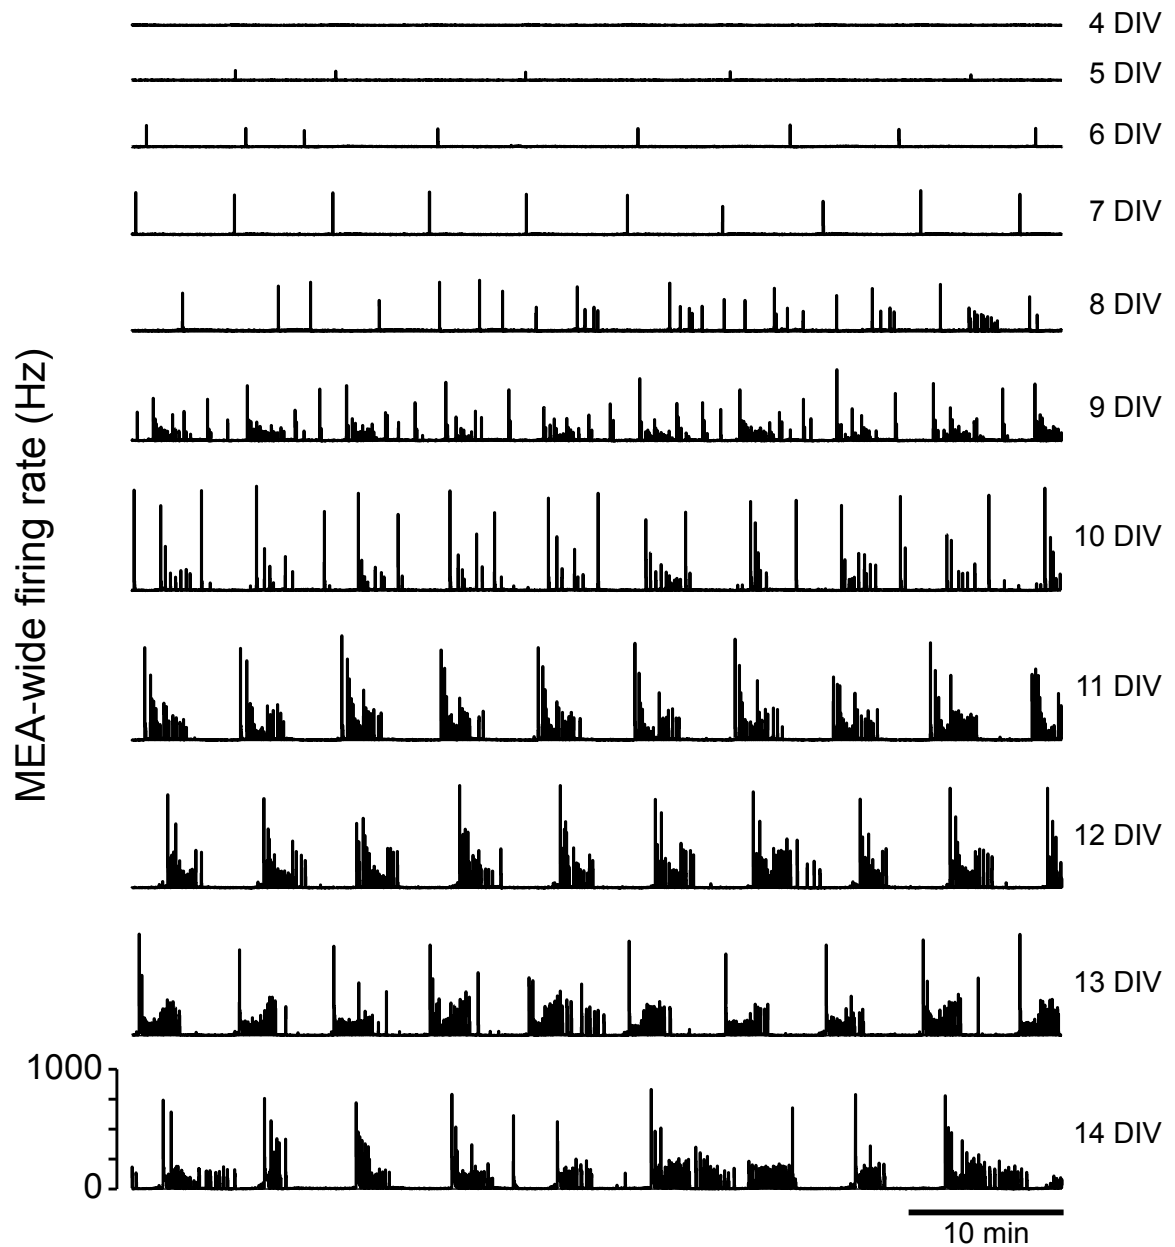 4 DIV
5 DIV
6 DIV
7 DIV
8 DIV
9 DIV
10 DIV
11 DIV
12 DIV
13 DIV
14 DIV
MEA-wide firing rate (Hz)
1000
0
10 min